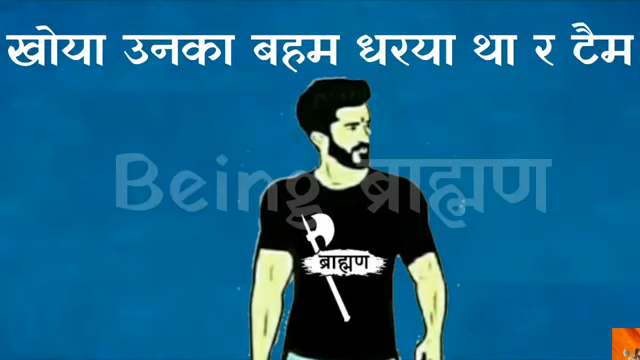 खोया उनका बहम धरया था र टैम
Being ब्राह्मण
ब्राह्मण